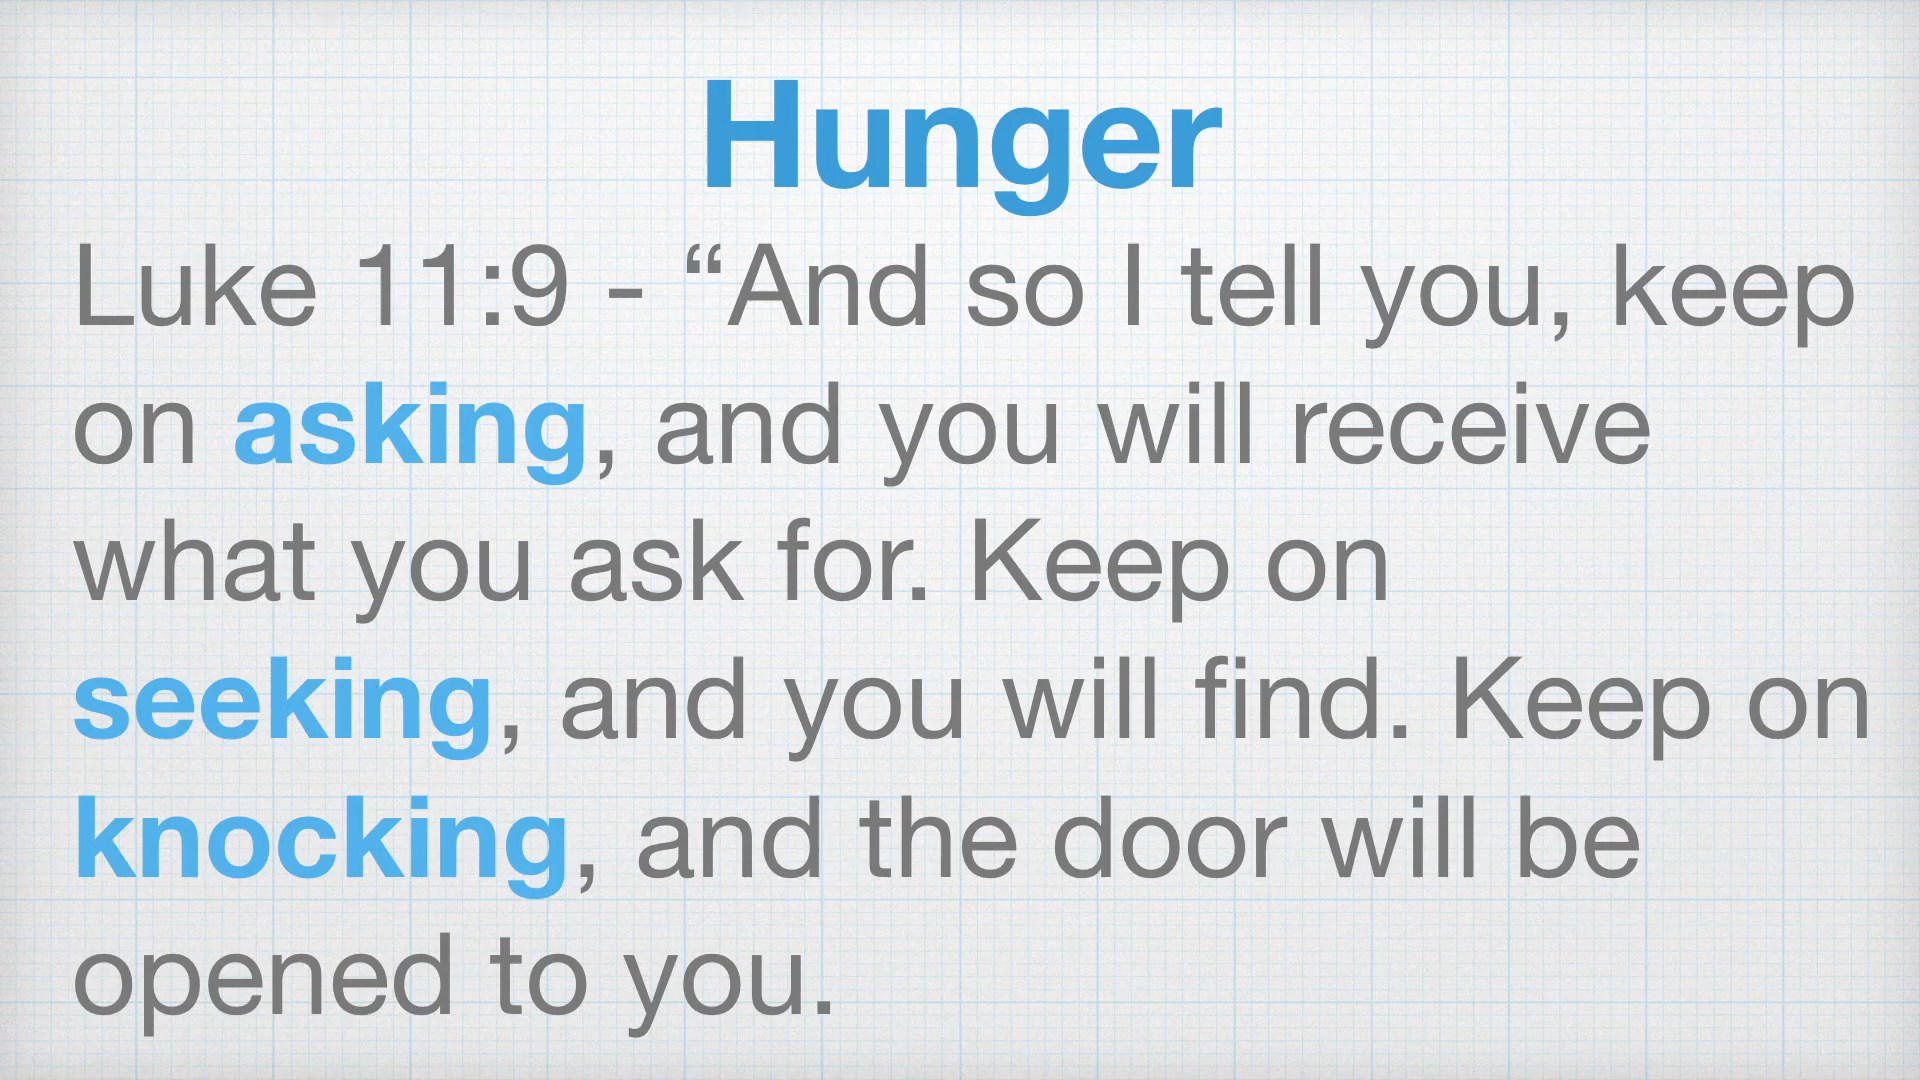 Hunger
Luke 11:9 - “And so I tell you, keep
on asking, and you will receive
what you ask for. Keep on
seeking, and you will find. Keep on
knocking, and the door will be
opened to you.